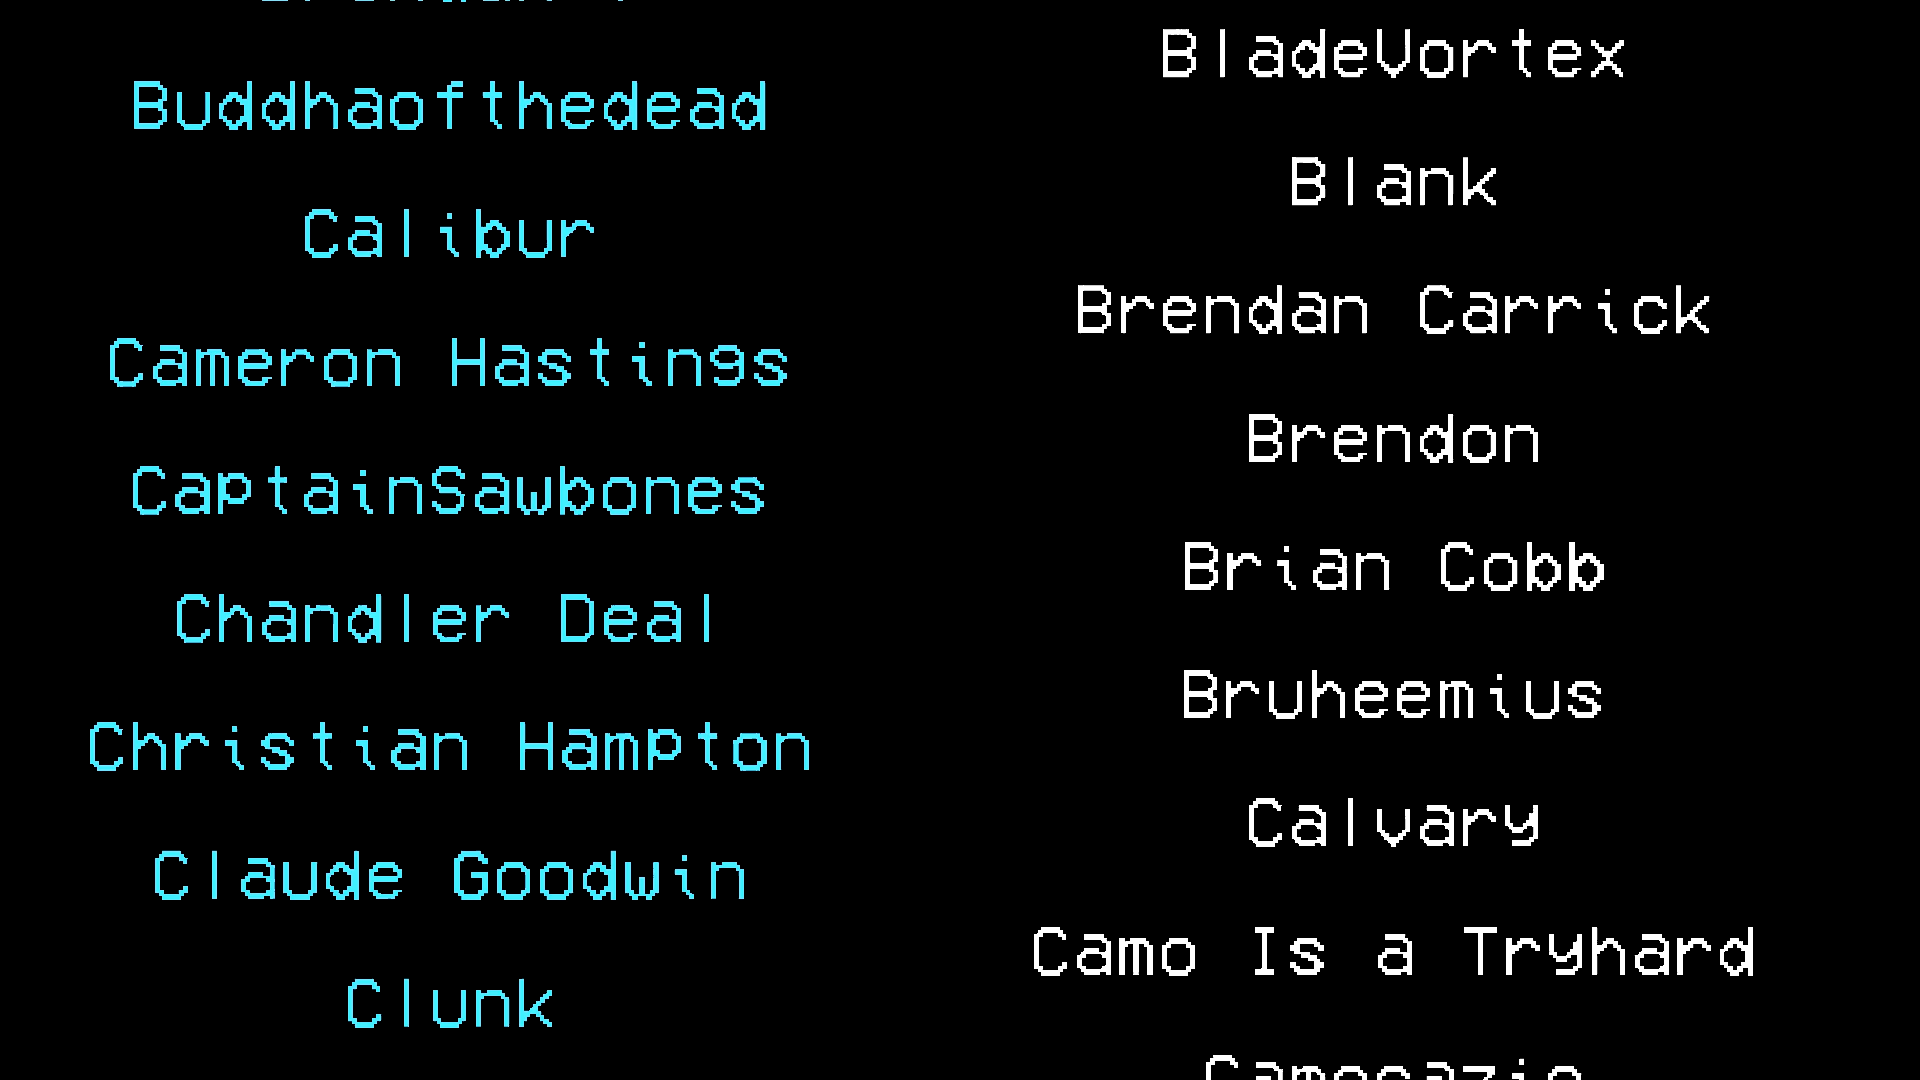 Buddhaofthedead
Calibur
Cameron Hastings
CaptainSawbones
Chandler Deal
Christian Hampton
Claude Goodwin
Clunk
BladeVortex
Blank
Brendan Carrick
Brendon
Brian Cobb
Bruheemius
Calvary
Camo Is a Tryhard